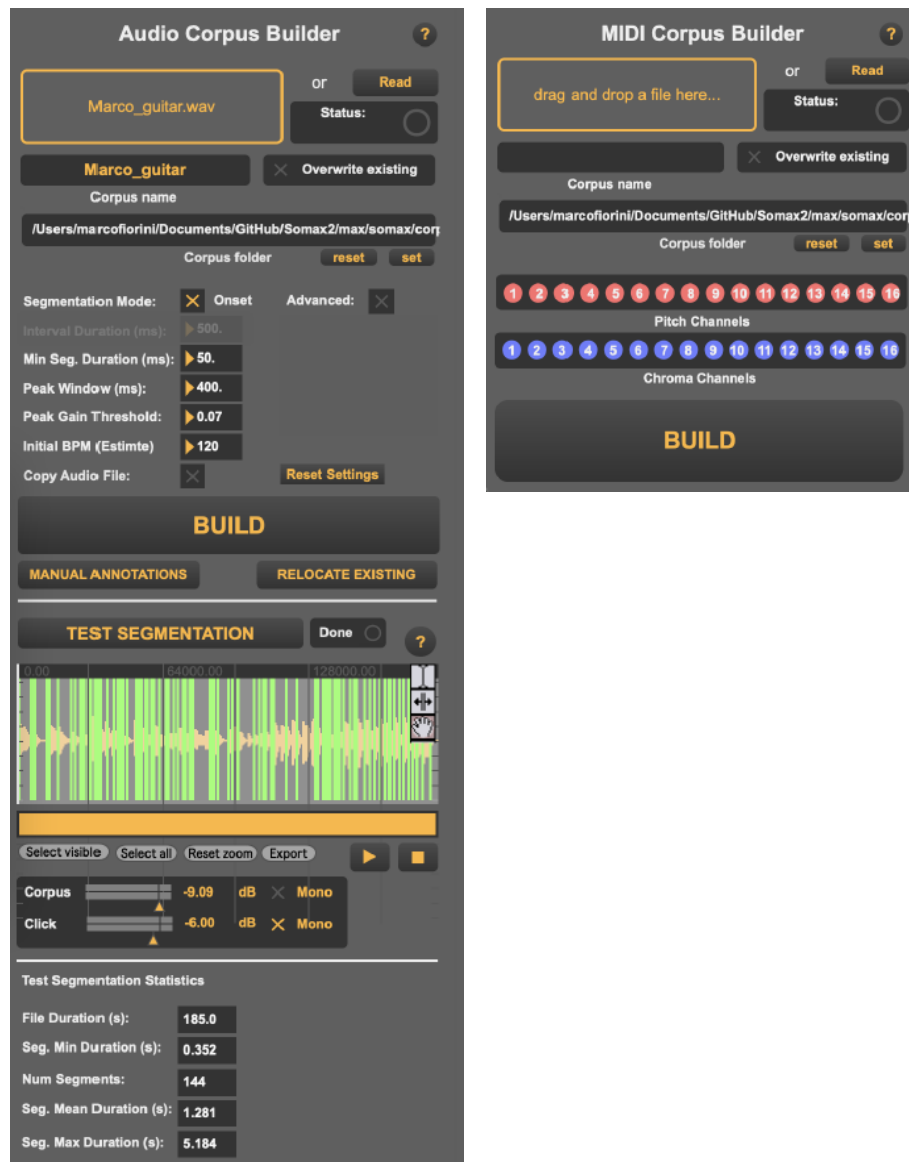 Audio Corpus Builder
?
Marco_guitar.wav
or
Read
Status:
Marco_guitar
Overwrite existing
Corpus name
/Users/marcofiorini/Documents/GitHub/Somax2/max/somax/corp
Corpus folder
reset
set
Segmentation Mode:
Onset
Advanced:
Interval Duration (ms):
500.
Min Seg. Duration (ms):
50.
Peak Window (ms):
400.
Peak Gain Threshold:
0.07
Initial BPM (Estimte)
120
Copy Audio File:
Reset Settings
BUILD
MANUAL ANNOTATIONS
RELOCATE EXISTING
TEST SEGMENTATION
Done
?
0.00
64000.00
128000.00
Select visible
Select all
Reset zoom
Export
Corpus
-9.09
dB
Mono
Click
-6.00
dB
Mono
Test Segmentation Statistics
File Duration (s):
185.0
Seg. Min Duration (s):
0.352
Num Segments:
144
Seg. Mean Duration (s):
1.281
Seg. Max Duration (s):
5.184
MIDI Corpus Builder
?
drag and drop a file here...
or
Read
Status:
Overwrite existing
Corpus name
/Users/marcofiorini/Documents/GitHub/Somax2/max/somax/cor
Corpus folder
reset
set
1 2 3 4 5 6 7 8 9 10 11 12 13 14 15 16
Pitch Channels
1 2 3 4 5 6 7 8 9 10 11 12 13 14 15 16
Chroma Channels
BUILD